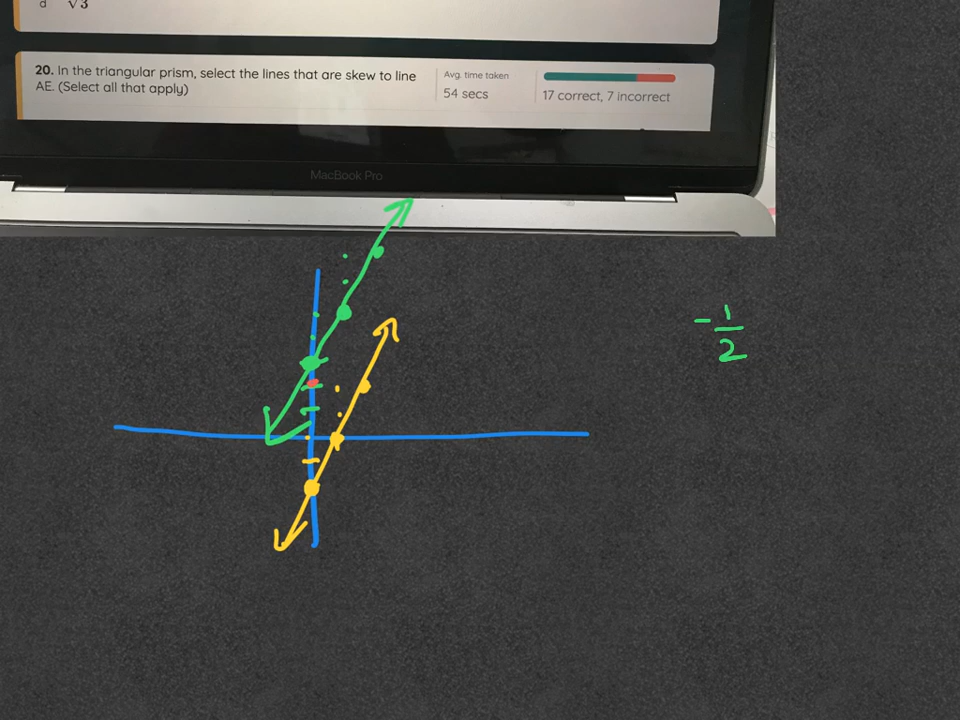 d √3
20. In the triangular prism, select the lines that are skew to line
AE. (Select all that apply)
Avg. time taken
54 secs
17 correct, 7 incorrect
MacBook Pro
-1/2